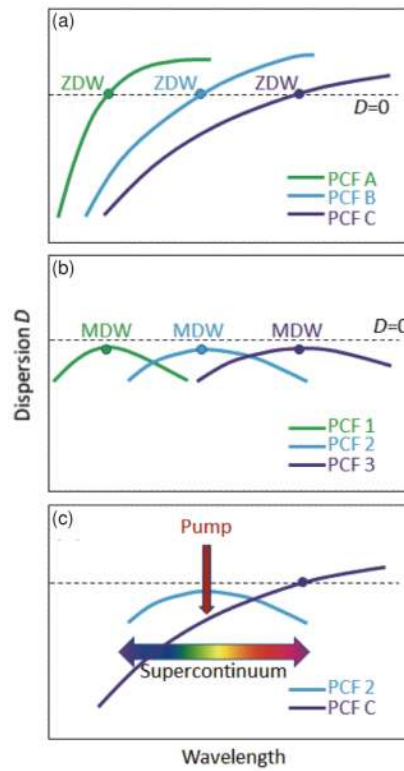 (a)
ZDW ZDW ZDW
D=0
PCF A
PCF B
PCF C
(b)
D=0
MDW MDW MDW
PCF 1
PCF 2
PCF 3
Dispersion D
(c)
Pump
Supercontinuum
PCF 2
PCF C
Wavelength